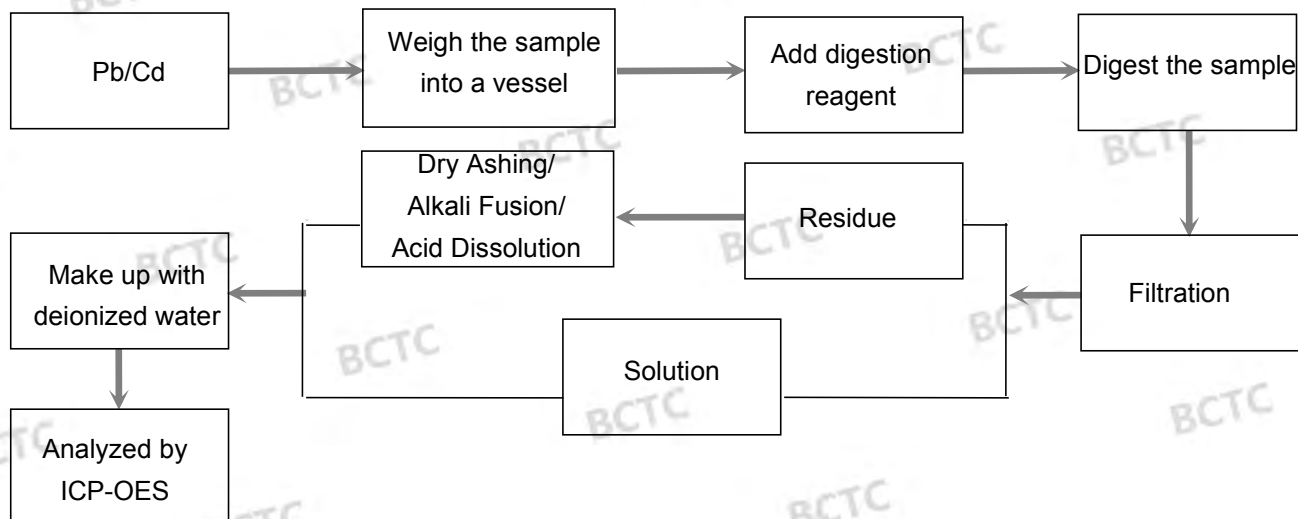 BCTC
Pb/Cd
Weigh the sample
into a vessel
Add digestion
reagent
Digest the sample
BCTC
BCTC
BCTC
BCTC
Dry Ashing/
Alkali Fusion/
Acid Dissolution
Residue
Filtration
BCTC
BCTC
Make up with
deionized water
BCTC
BCTC
Solution
BCTC
BCTC
Analyzed by
ICP-OES
BCTC